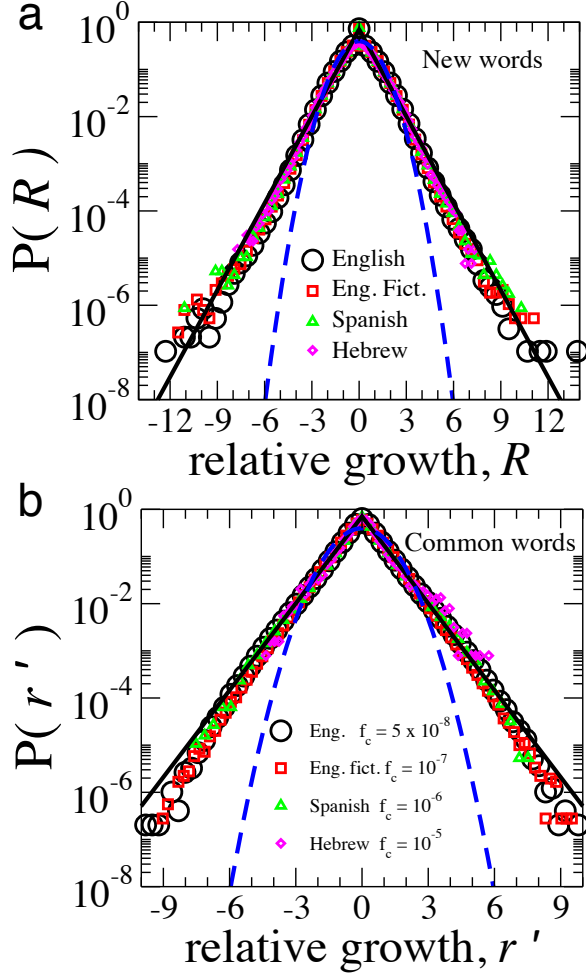 a
10^0
New words
10^-2
P(R)
10^-4
English
Eng. Fict.
10^-6
Spanish
Hebrew
10^-8
-12 -9 -6 -3 0 3 6 9 12
relative growth, R
b
10^0
Common words
10^-2
P(r')
10^-4
Eng. f_c = 5 x 10^-8
Eng. fict. f_c = 10^-7
10^-6
Spanish f_c = 10^-6
Hebrew f_c = 10^-5
10^-8
-9 -6 -3 0 3 6 9
relative growth, r'